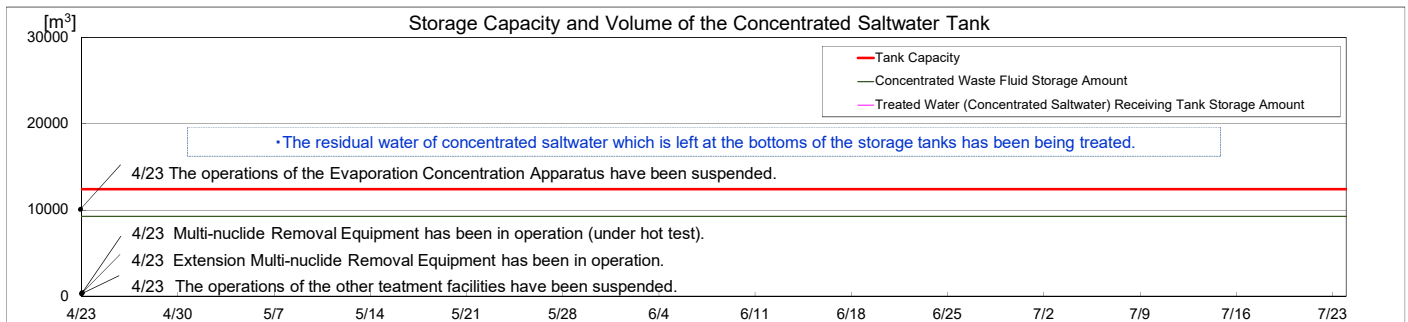 [m³]
Storage Capacity and Volume of the Concentrated Saltwater Tank
30000
Tank Capacity
Concentrated Waste Fluid Storage Amount
Treated Water (Concentrated Saltwater) Receiving Tank Storage Amount
20000
・The residual water of concentrated saltwater which is left at the bottoms of the storage tanks has been being treated.
4/23 The operations of the Evaporation Concentration Apparatus have been suspended.
10000
4/23 Multi-nuclide Removal Equipment has been in operation (under hot test).
4/23 Extension Multi-nuclide Removal Equipment has been in operation.
4/23 The operations of the other teatment facilities have been suspended.
0
4/23 4/30 5/7 5/14 5/21 5/28 6/4 6/11 6/18 6/25 7/2 7/9 7/16 7/23